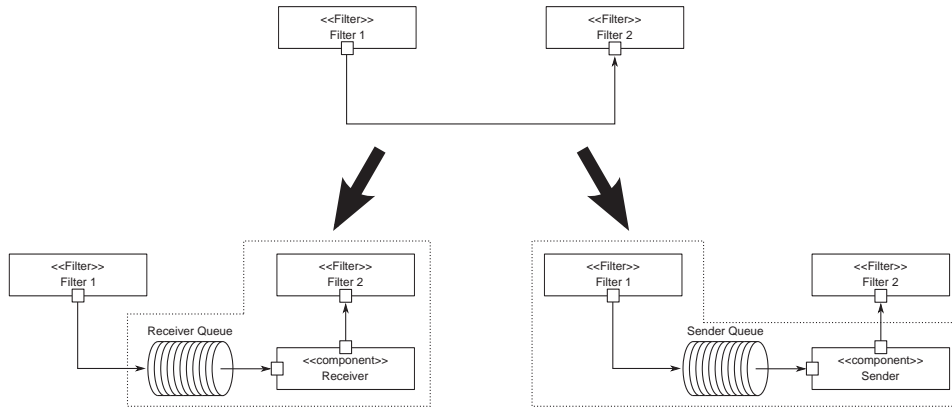 <<Filter>>
Filter 1
<<Filter>>
Filter 2
<<Filter>>
Filter 1
<<Filter>>
Filter 2
Receiver Queue
<<component>>
Receiver
<<Filter>>
Filter 1
<<Filter>>
Filter 2
Sender Queue
<<component>>
Sender